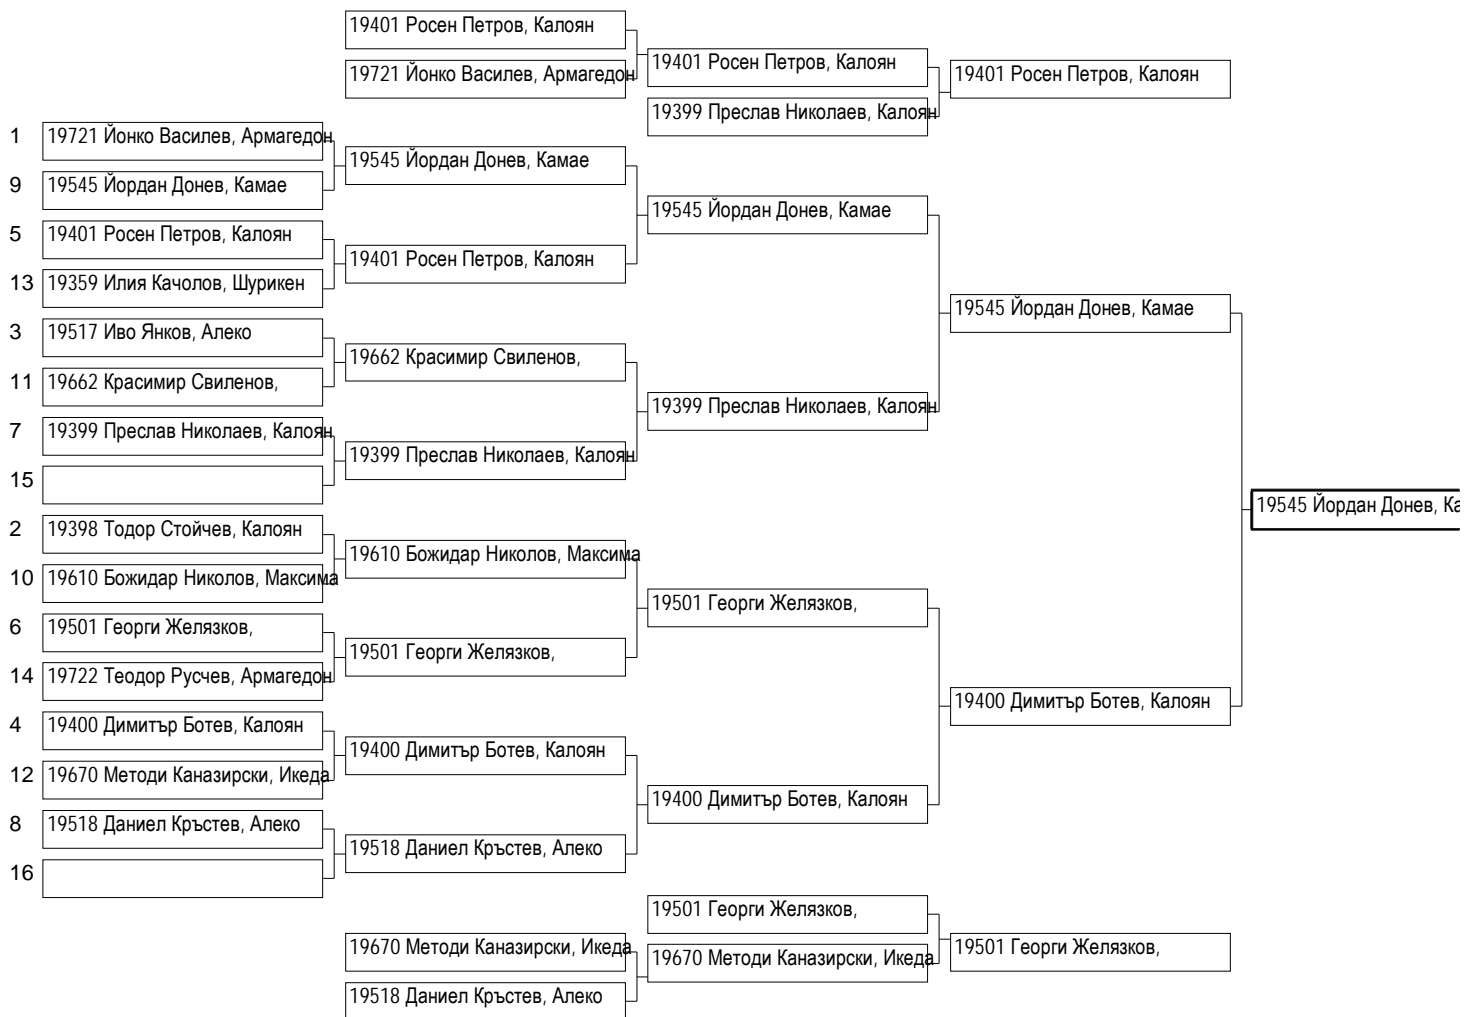 19401 Росен Петров, Калоян
19721 Йонко Василев, Армагедон
19401 Росен Петров, Калоян
19399 Преслав Николаев, Калоян
19401 Росен Петров, Калоян
1 19721 Йонко Василев, Армагедон
9 19545 Йордан Донев, Камае
5 19401 Росен Петров, Калоян
13 19359 Илия Качолов, Шурикен
3 19517 Иво Янков, Алеко
11 19662 Красимир Свиленов,
7 19399 Преслав Николаев, Калоян
15
2 19398 Тодор Стойчев, Калоян
10 19610 Божидар Николов, Максима
6 19501 Георги Желязков,
14 19722 Теодор Русчев, Армагедон
4 19400 Димитър Ботев, Калоян
12 19670 Методи Каназирски, Икеда
8 19518 Даниел Кръстев, Алеко
16
19545 Йордан Донев, Камае
19401 Росен Петров, Калоян
19662 Красимир Свиленов,
19399 Преслав Николаев, Калоян
19610 Божидар Николов, Максима
19501 Георги Желязков,
19400 Димитър Ботев, Калоян
19518 Даниел Кръстев, Алеко
19545 Йордан Донев, Камае
19399 Преслав Николаев, Калоян
19501 Георги Желязков,
19400 Димитър Ботев, Калоян
19545 Йордан Донев, Камае
19400 Димитър Ботев, Калоян
19545 Йордан Донев, Ка
19670 Методи Каназирски, Икеда
19518 Даниел Кръстев, Алеко
19501 Георги Желязков,
19670 Методи Каназирски, Икеда
19501 Георги Желязков,